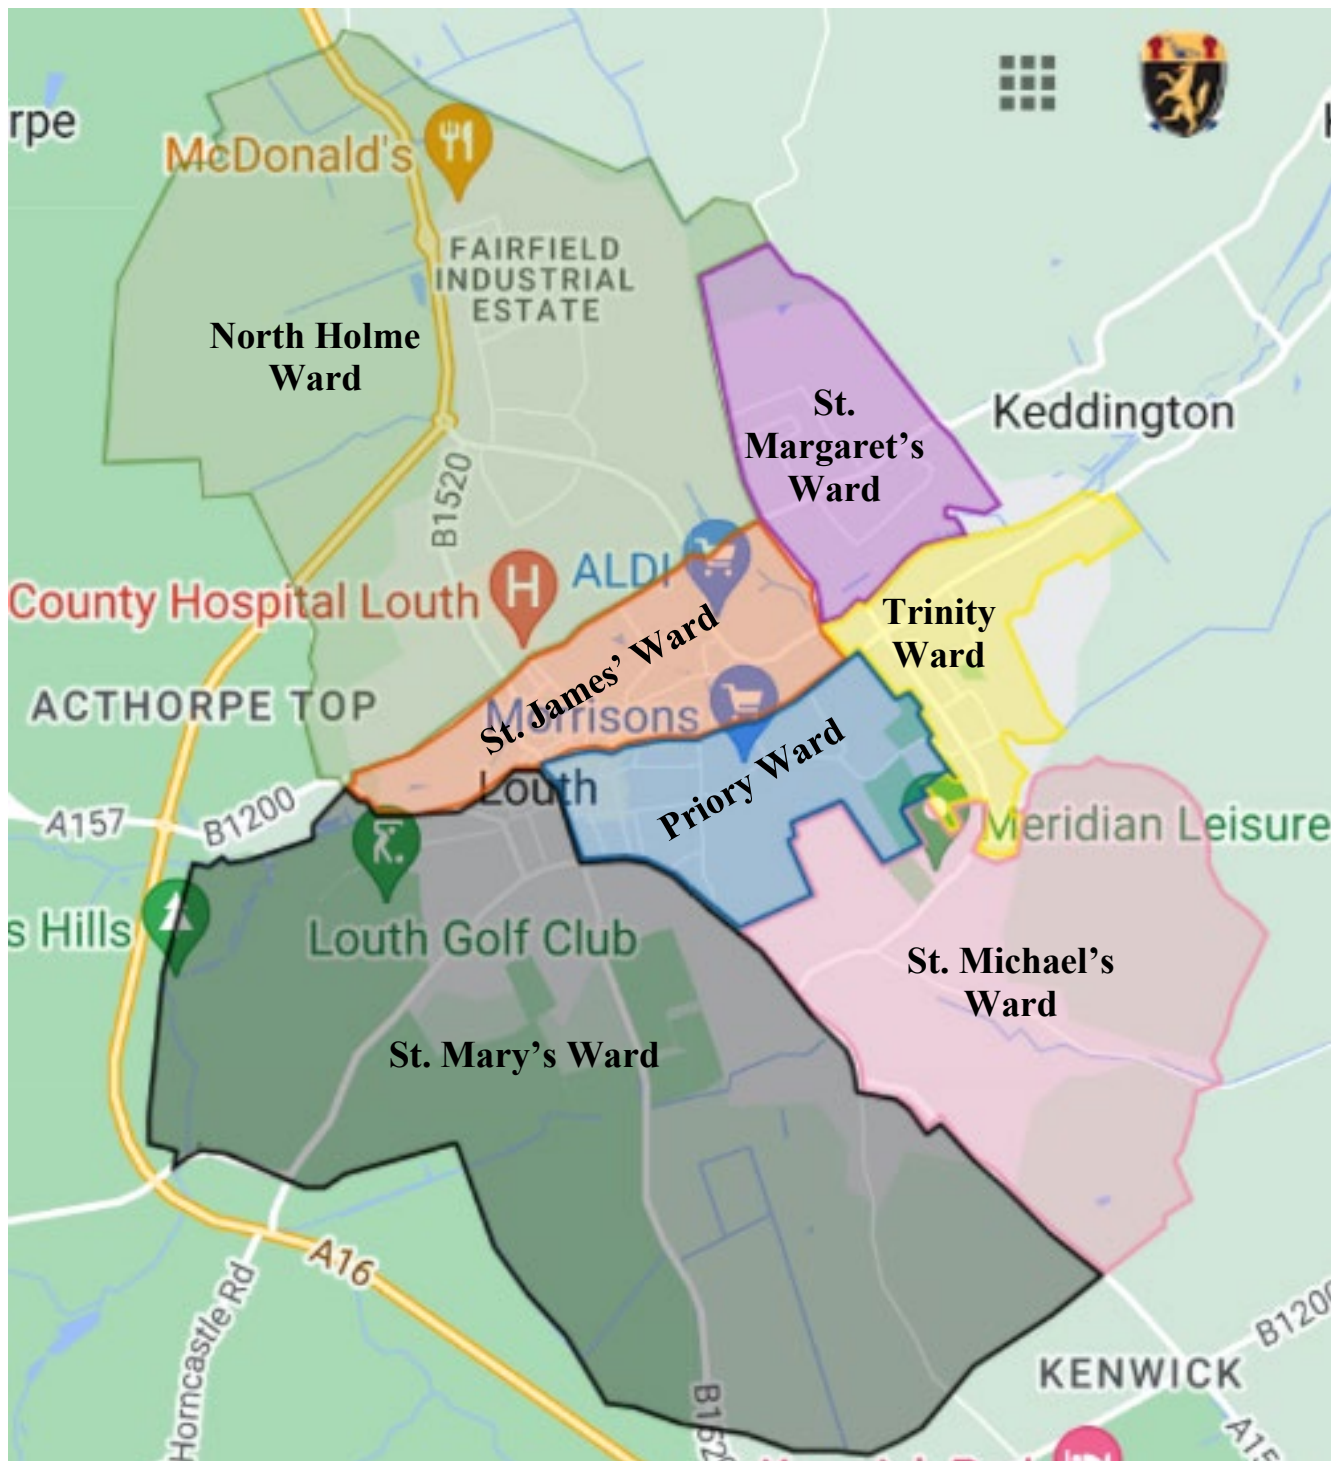 rpe
McDonald's
FAIRFIELD
INDUSTRIAL
ESTATE
North Holme
Ward
St.
Margaret’s
Ward
Keddington
B1520
ALDI
County Hospital Louth
H
Trinity
Ward
St. James’ Ward
ACTHORPE TOP
Morrisons
Priory Ward
Louth
A157
B1200
Meridian Leisure
s Hills
Louth Golf Club
St. Michael’s
Ward
St. Mary’s Ward
A16
Horncastle Rd
B1200
KENWICK
B152
A15